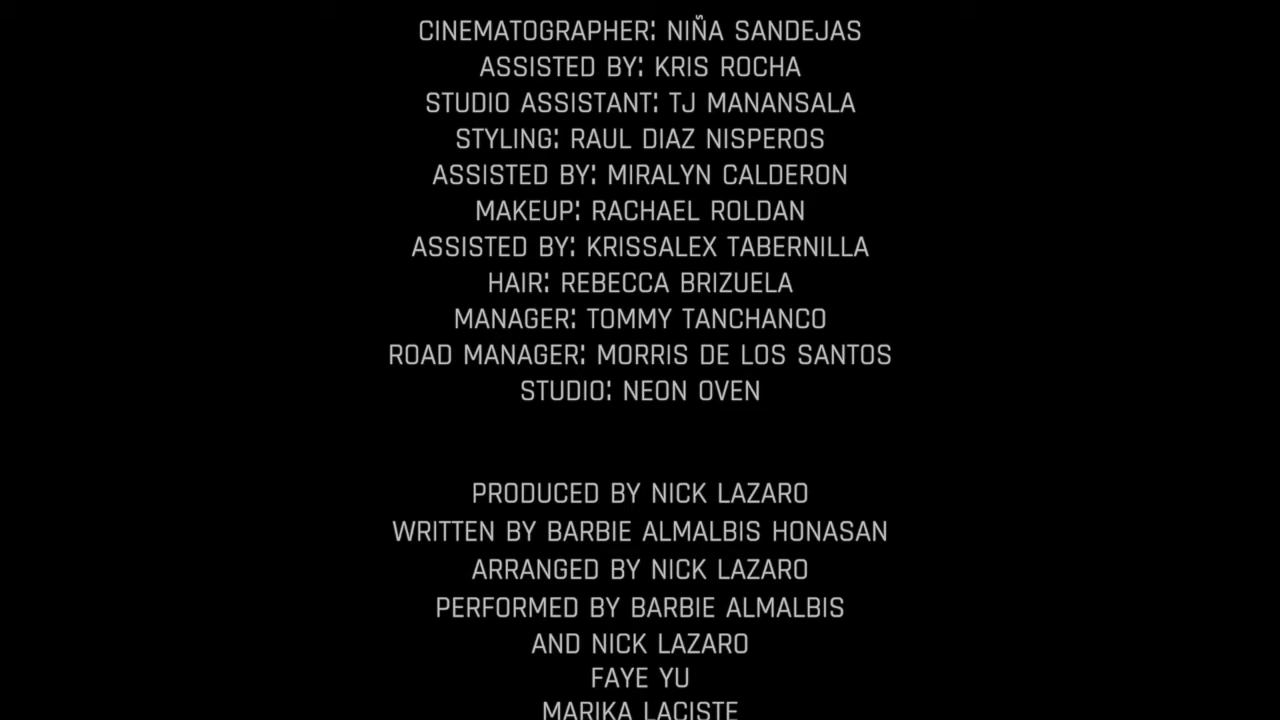 CINEMATOGRAPHER: NIÑA SANDEJAS
ASSISTED BY: KRIS ROCHA
STUDIO ASSISTANT: TJ MANANSALA
STYLING: RAUL DIAZ NISPEROS
ASSISTED BY: MIRALYN CALDERON
MAKEUP: RACHAEL ROLDAN
ASSISTED BY: KRISSALEX TABERNILLA
HAIR: REBECCA BRIZUELA
MANAGER: TOMMY TANCHANCO
ROAD MANAGER: MORRIS DE LOS SANTOS
STUDIO: NEON OVEN
PRODUCED BY NICK LAZARO
WRITTEN BY BARBIE ALMALBIS HONASAN
ARRANGED BY NICK LAZARO
PERFORMED BY BARBIE ALMALBIS
AND NICK LAZARO
FAYE YU
MARIKA LACISTE